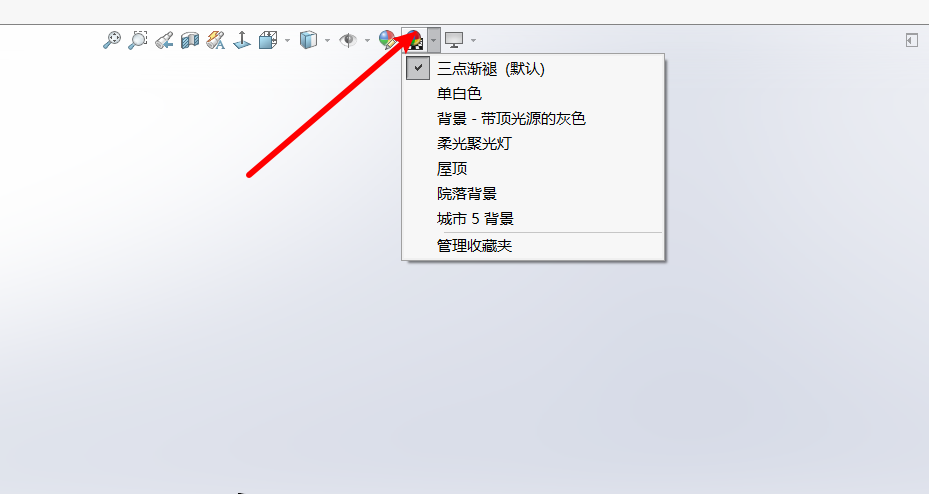 三点渐褪 (默认)
单白色
背景 - 带顶光源的灰色
柔光聚光灯
屋顶
院落背景
城市 5 背景
管理收藏夹